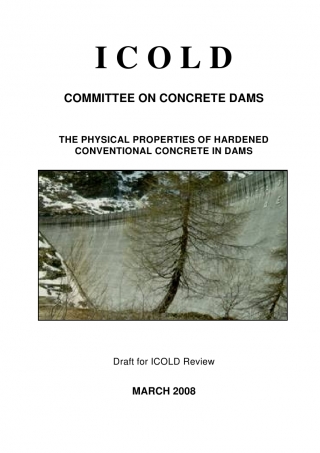 I C O L D
COMMITTEE ON CONCRETE DAMS
THE PHYSICAL PROPERTIES OF HARDENED
CONVENTIONAL CONCRETE IN DAMS
Draft for ICOLD Review
MARCH 2008